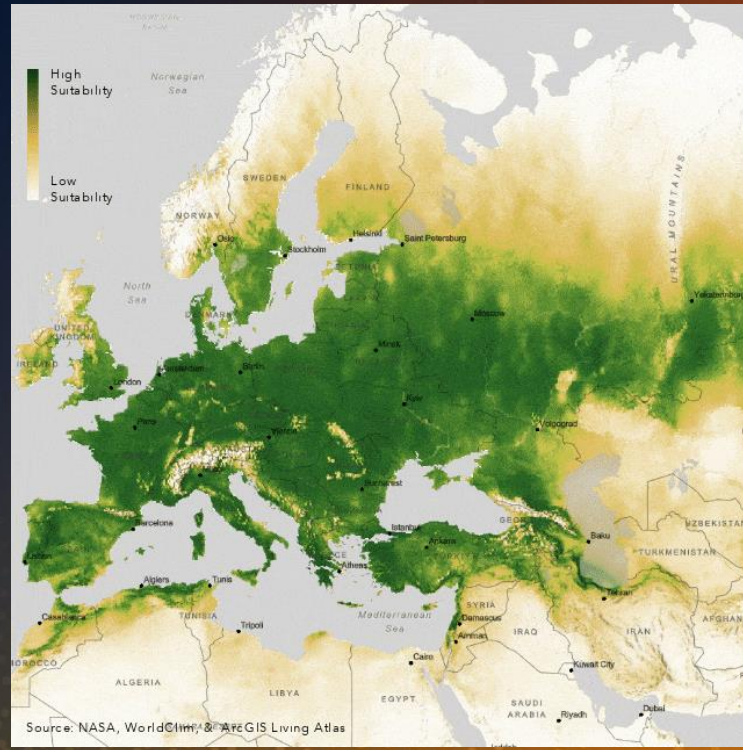 High
Suitability
Low
Suitability
Norwegian
Sea
SWEDEN
FINLAND
NORWAY
URAL MOUNTAINS
Oslo
Helsinki
Saint Petersburg
Stockholm
North
Sea
Yekaterinburg
Moscow
UNITED
KINGDOM
IRELAND
Minsk
Amsterdam
Berlin
London
Kyiv
Paris
Vienna
Volgograd
Bucharest
Barcelona
Istanbul
Ankara
Baku
UZBEKISTAN
TURKMENISTAN
Lisbon
Athens
Algiers
Tunis
Tehran
Casablanca
TUNISIA
Tripoli
Mediterranean
Sea
SYRIA
Damascus
Amman
IRAQ
IRAN
AFGHAN
MOROCCO
Cairo
Kuwait City
ALGERIA
LIBYA
EGYPT
SAUDI
ARABIA
Riyadh
Dubai
Source: NASA, WorldClim, & ArcGIS Living Atlas